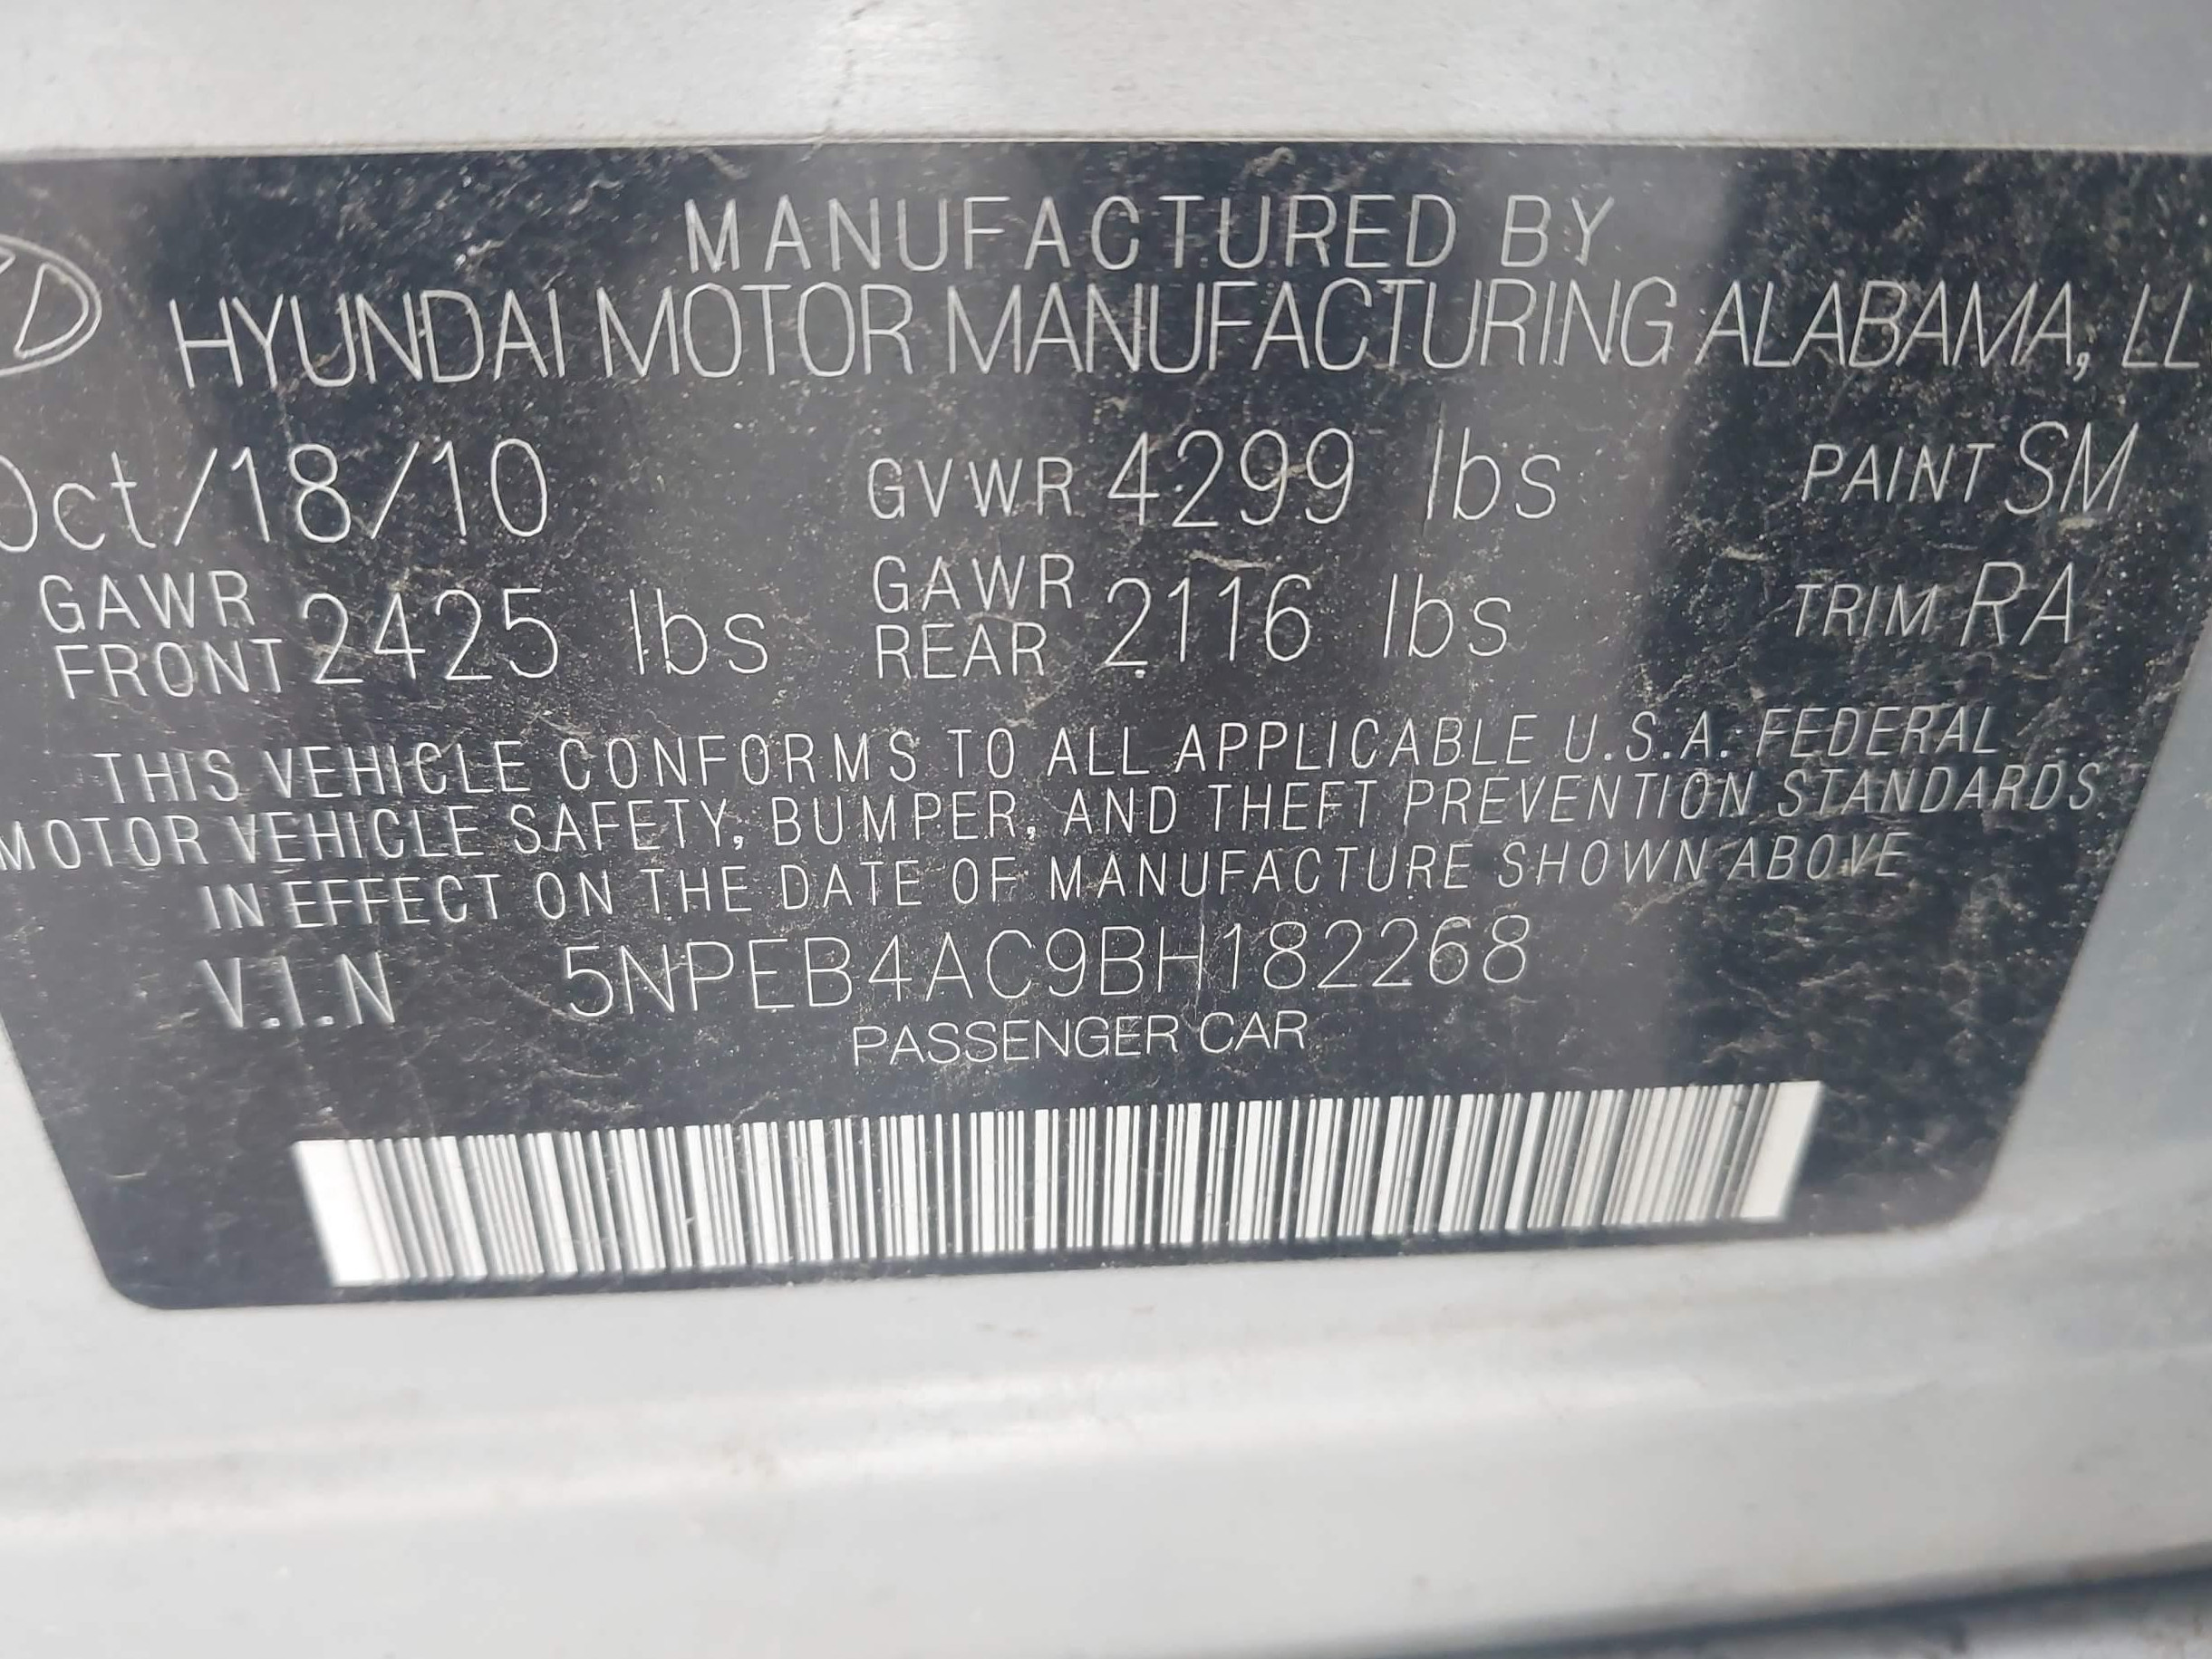 MANUFACTURED BY
HYUNDAI MOTOR MANUFACTURING ALABAMA, LL
Oct/18/10 GVWR 4299 lbs PAINT SM
GAWR FRONT 2425 lbs GAWR REAR 2116 lbs TRIM RA
THIS VEHICLE CONFORMS TO ALL APPLICABLE U.S.A. FEDERAL
MOTOR VEHICLE SAFETY, BUMPER, AND THEFT PREVENTION STANDARDS
IN EFFECT ON THE DATE OF MANUFACTURE SHOWN ABOVE
V.I.N 5NPEB4AC9BH182268
PASSENGER CAR